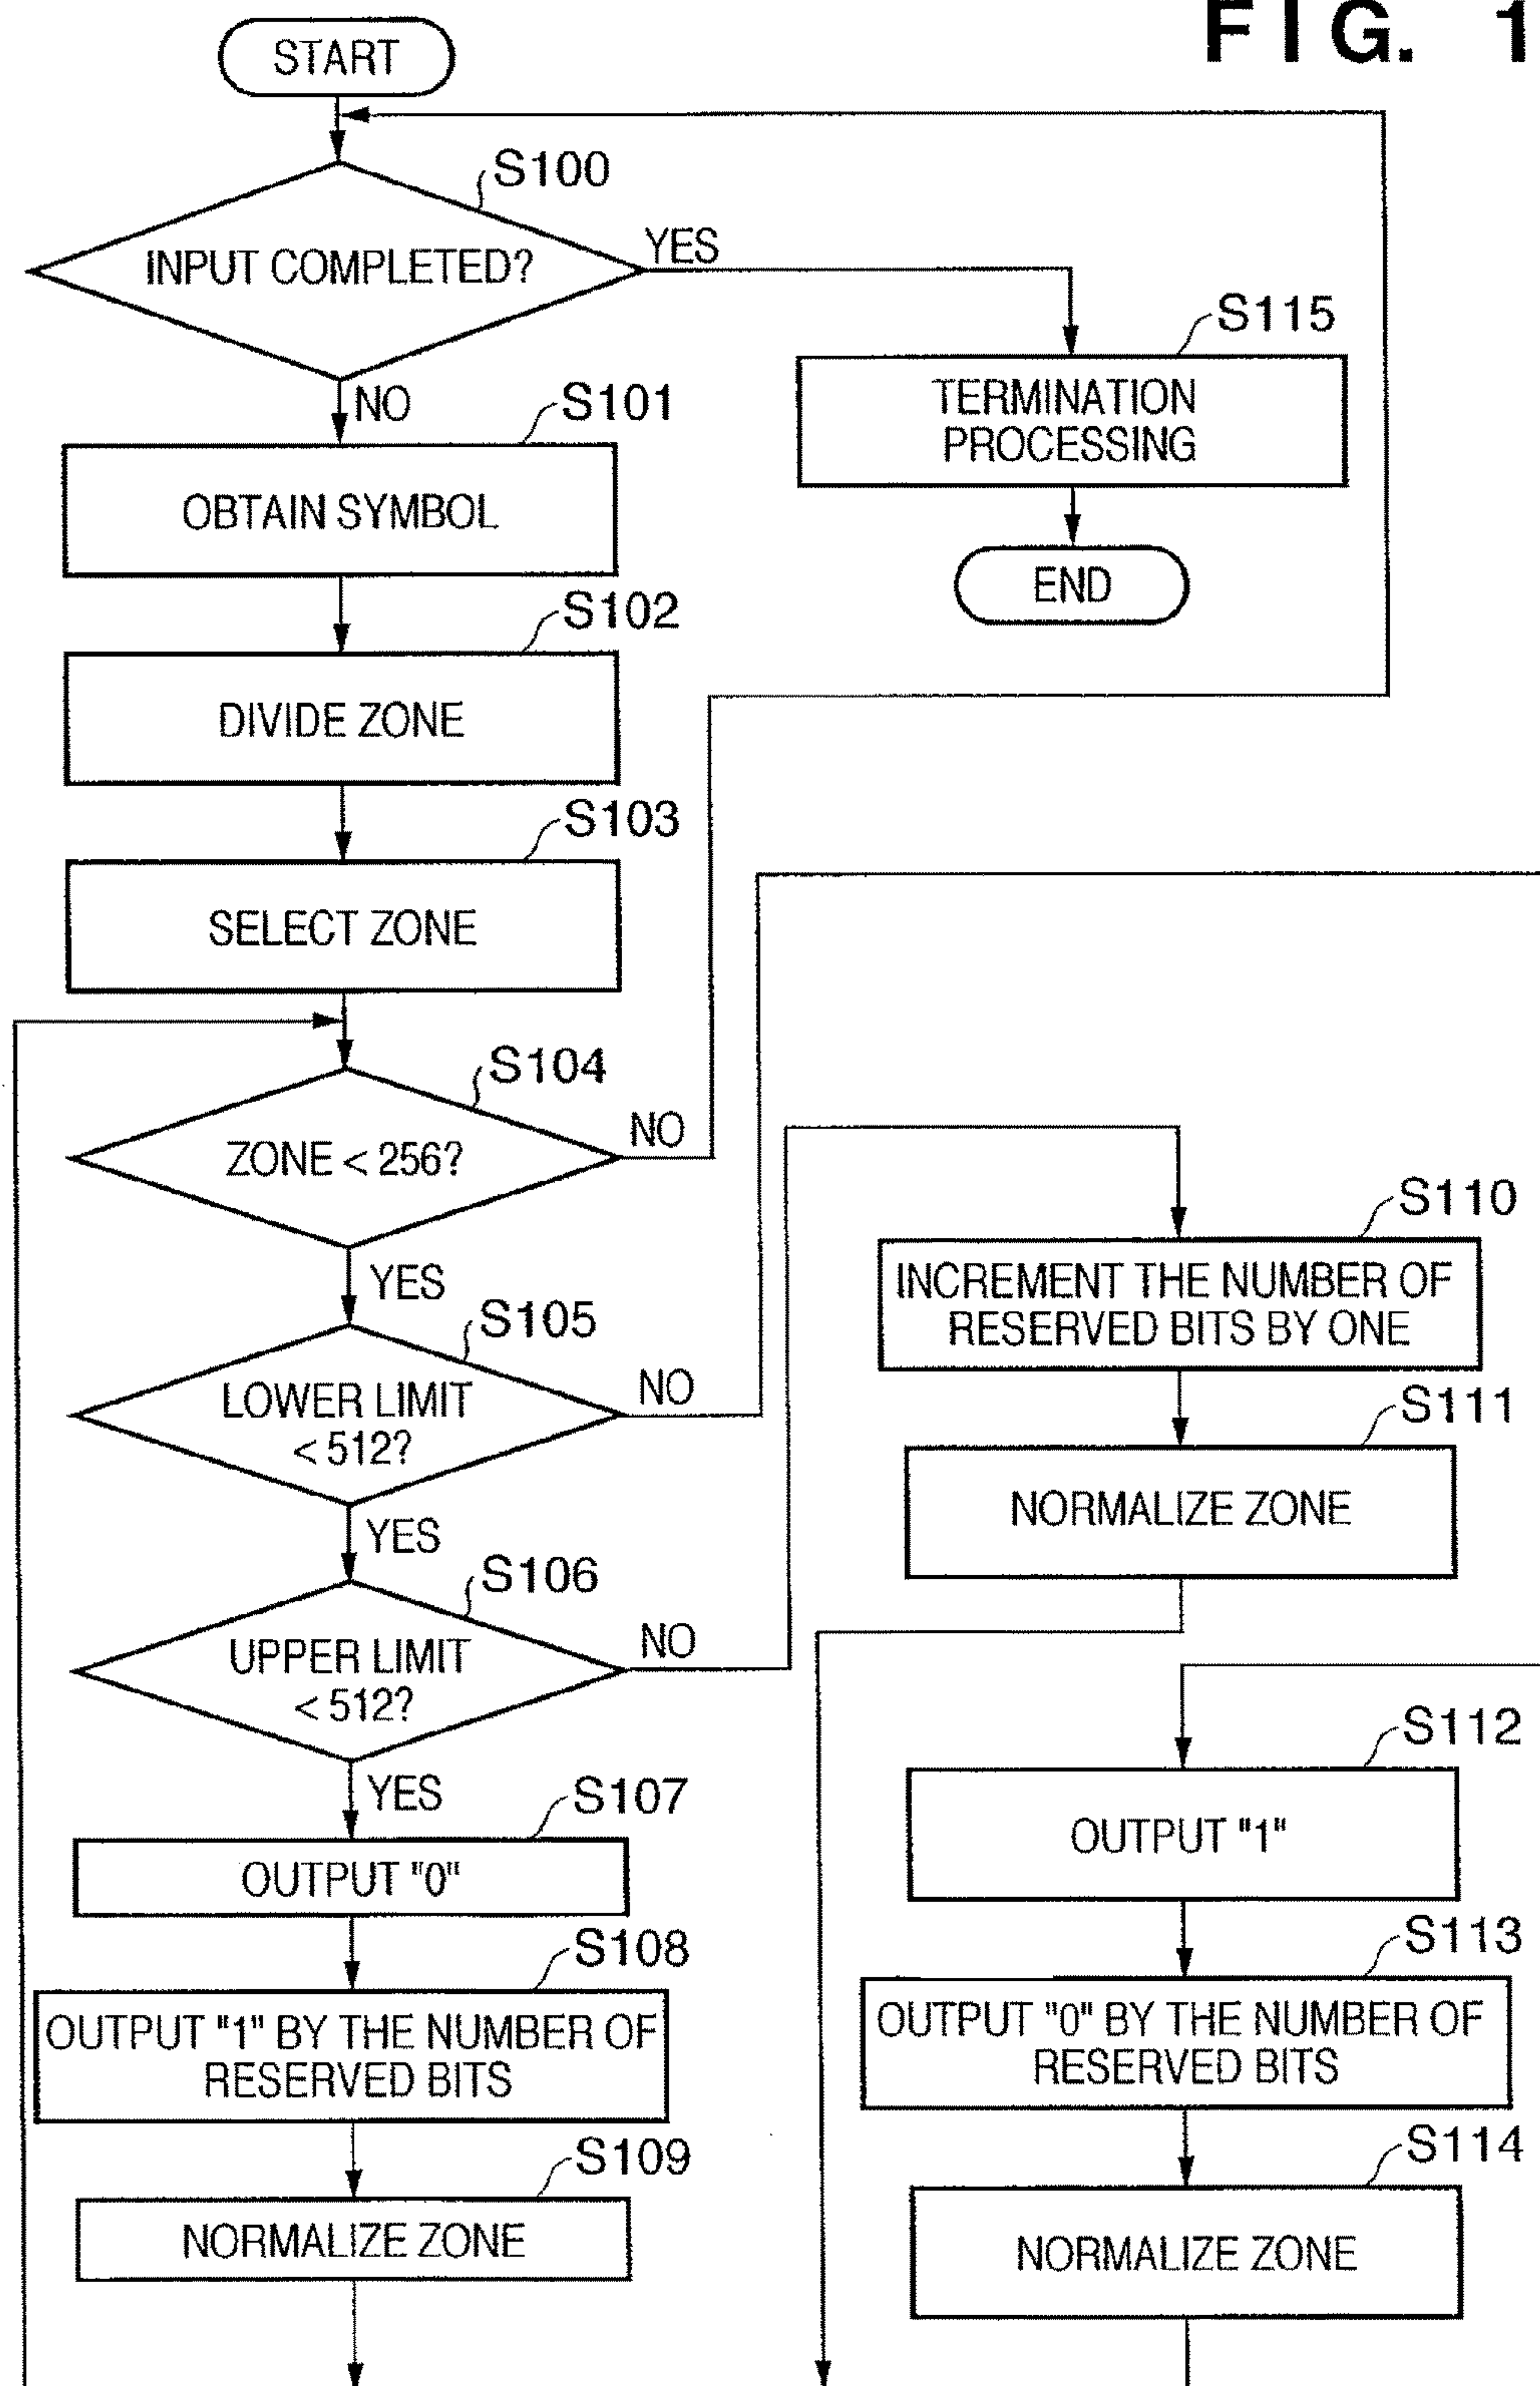 FIG. 1
START
S100
INPUT COMPLETED?
YES
NO
S115
TERMINATION
PROCESSING
END
S101
OBTAIN SYMBOL
S102
DIVIDE ZONE
S103
SELECT ZONE
S104
ZONE < 256?
NO
YES
S105
LOWER LIMIT
< 512?
NO
YES
S106
UPPER LIMIT
< 512?
NO
YES
S107
OUTPUT "0"
S108
OUTPUT "1" BY THE NUMBER OF
RESERVED BITS
S109
NORMALIZE ZONE
S110
INCREMENT THE NUMBER OF
RESERVED BITS BY ONE
S111
NORMALIZE ZONE
S112
OUTPUT "1"
S113
OUTPUT "0" BY THE NUMBER OF
RESERVED BITS
S114
NORMALIZE ZONE